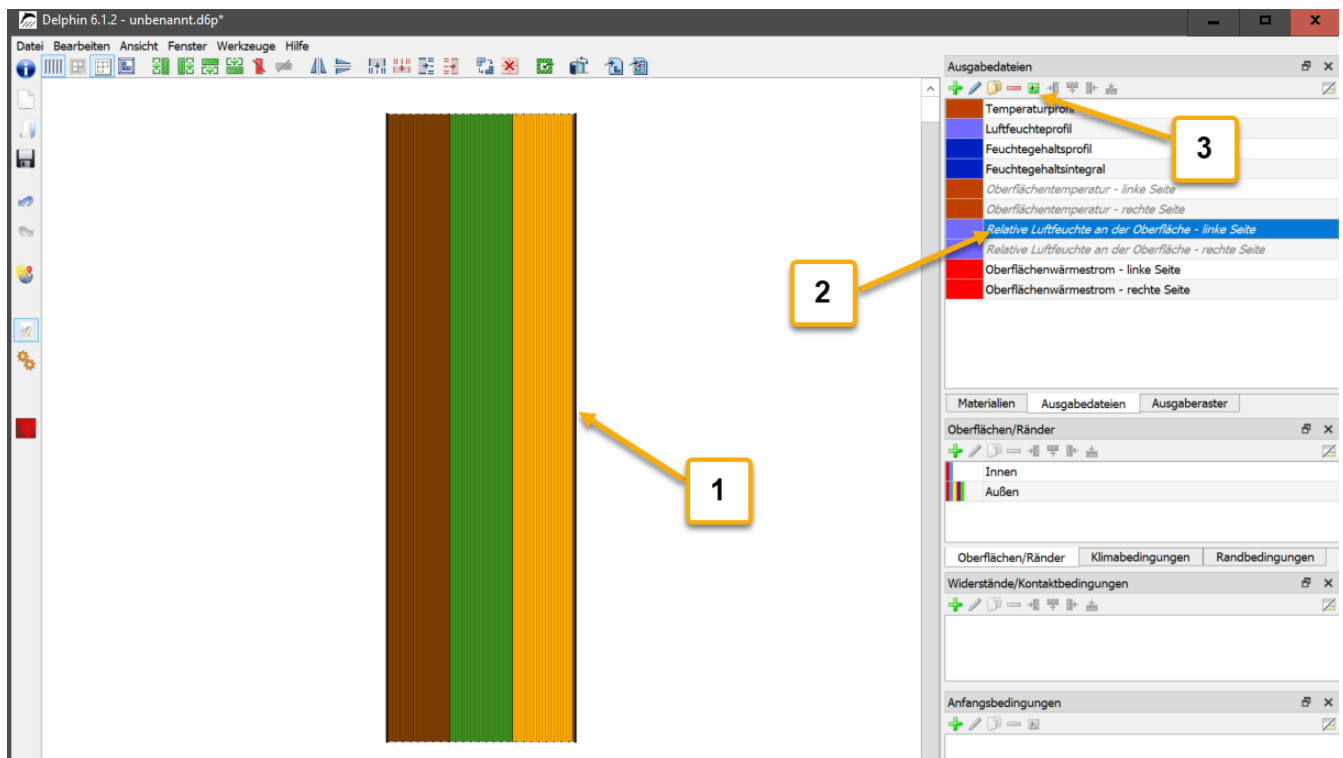 Delphin 6.1.2 - unbenannt.d6p*
Datei Bearbeiten Ansicht Fenster Werkzeuge Hilfe
Ausgabedateien
Temperaturprofil
Luftfeuchteprofil
Feuchtegehaltsprofil
Feuchtegehaltsintegral
Oberflächentemperatur - linke Seite
Oberflächentemperatur - rechte Seite
Relative Luftfeuchte an der Oberfläche - linke Seite
Relative Luftfeuchte an der Oberfläche - rechte Seite
Oberflächenwärmestrom - linke Seite
Oberflächenwärmestrom - rechte Seite
3
2
1
Materialien Ausgabedateien Ausgaberaster
Oberflächen/Ränder
Innen
Außen
Oberflächen/Ränder Klimabedingungen Randbedingungen
Widerstände/Kontaktbedingungen
Anfangsbedingungen